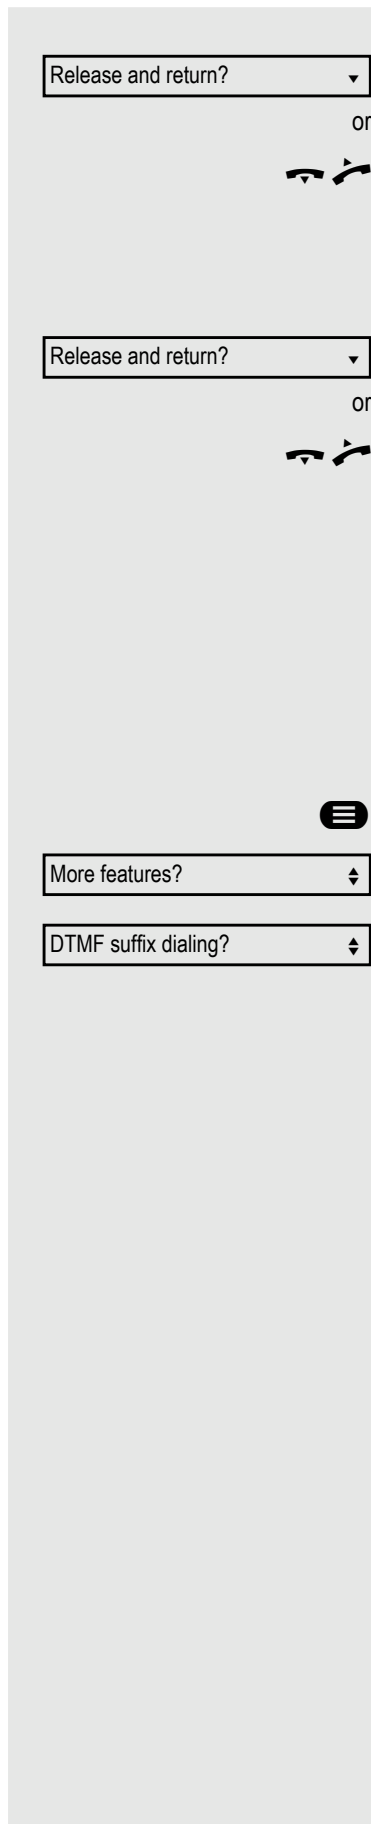 Release and return?
or
Release and return?
or
More features?
DTMF suffix dialing?